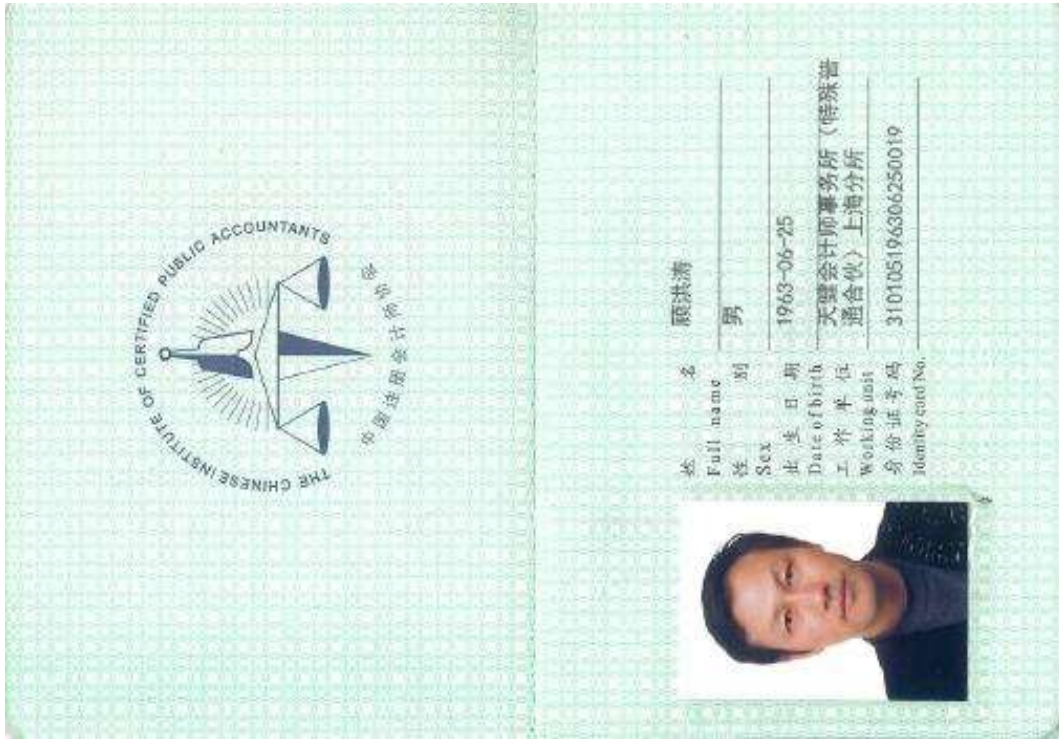 THE CHINESE INSTITUTE OF CERTIFIED PUBLIC ACCOUNTANTS
中国注册会计师协会
姓 名 顾洪涛
Full name
性 别 男
Sex
出 生 日 期 1963-06-25
Date of birth
工 作 单 位 天健会计师事务所（特殊普
通合伙）上海分所
Working unit
身份证号码 310105196306250019
Identity card No.